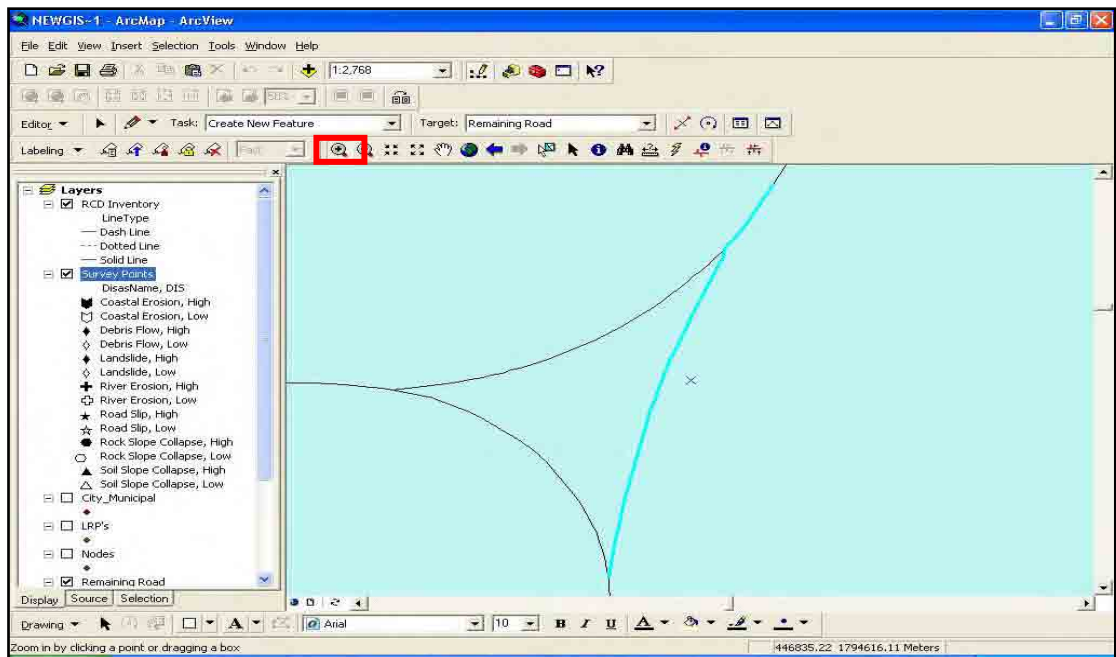 NEWGIS~1 - ArcMap - ArcView
File Edit View Insert Selection Tools Window Help
1:2,768
Editor Task: Create New Feature Target: Remaining Road
Labeling Fast
Layers
RCD Inventory
LineType
Dash Line
Dotted Line
Solid Line
Survey Points
DisasName, DIS
Coastal Erosion, High
Coastal Erosion, Low
Debris Flow, High
Debris Flow, Low
Landslide, High
Landslide, Low
River Erosion, High
River Erosion, Low
Road Slip, High
Road Slip, Low
Rock Slope Collapse, High
Rock Slope Collapse, Low
Soil Slope Collapse, High
Soil Slope Collapse, Low
City_Municipal
LRP's
Nodes
Remaining Road
Display Source Selection
Drawing A Arial 10 B I U A
Zoom in by clicking a point or dragging a box 446835.22 1794616.11 Meters